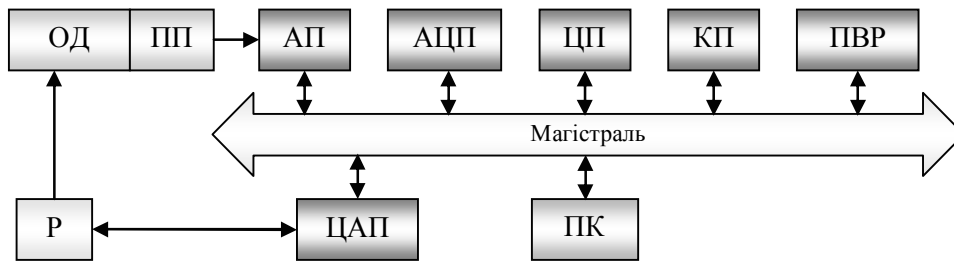 ОД ПП АП АЦП ЦП КП ПВР
Магістраль
Р ЦАП ПК